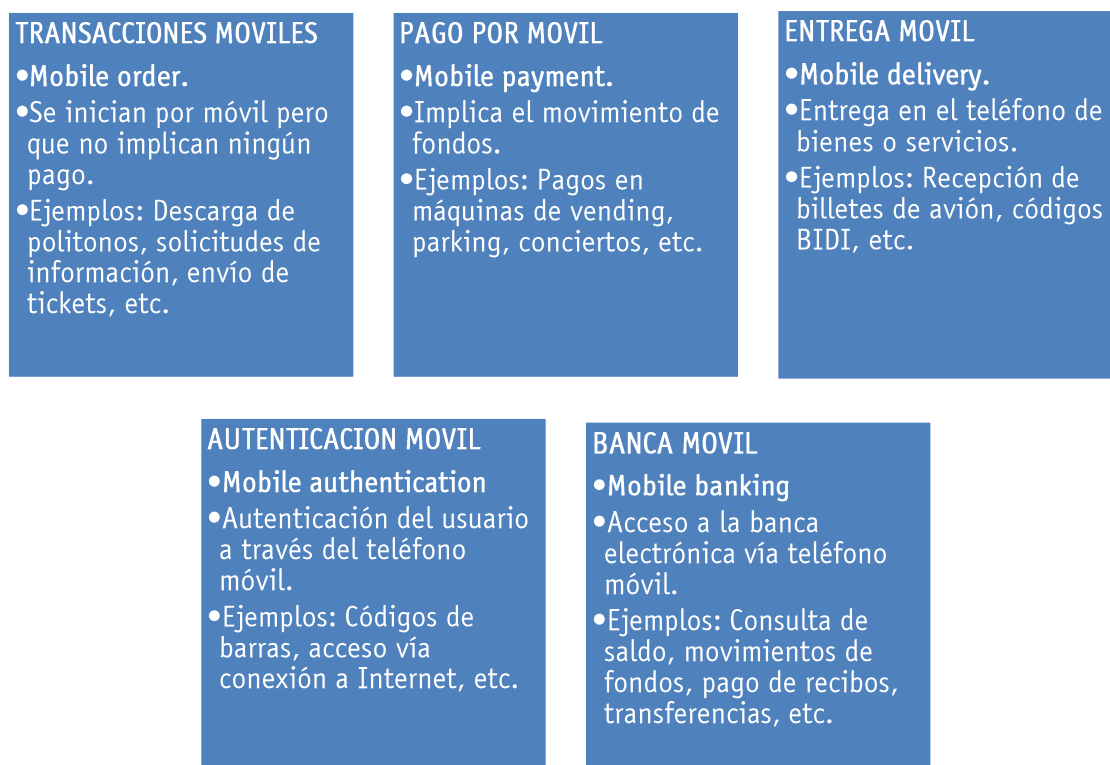 TRANSACCIONES MOVILES
•Mobile order.
•Se inician por móvil pero
que no implican ningún
pago.
•Ejemplos: Descarga de
politonos, solicitudes de
información, envío de
tickets, etc.
PAGO POR MOVIL
•Mobile payment.
•Implica el movimiento de
fondos.
•Ejemplos: Pagos en
máquinas de vending,
parking, conciertos, etc.
ENTREGA MOVIL
•Mobile delivery.
•Entrega en el teléfono de
bienes o servicios.
•Ejemplos: Recepción de
billetes de avión, códigos
BIDI, etc.
AUTENTICACION MOVIL
•Mobile authentication
•Autenticación del usuario
a través del teléfono
móvil.
•Ejemplos: Códigos de
barras, acceso vía
conexión a Internet, etc.
BANCA MOVIL
•Mobile banking
•Acceso a la banca
electrónica vía teléfono
móvil.
•Ejemplos: Consulta de
saldo, movimientos de
fondos, pago de recibos,
transferencias, etc.